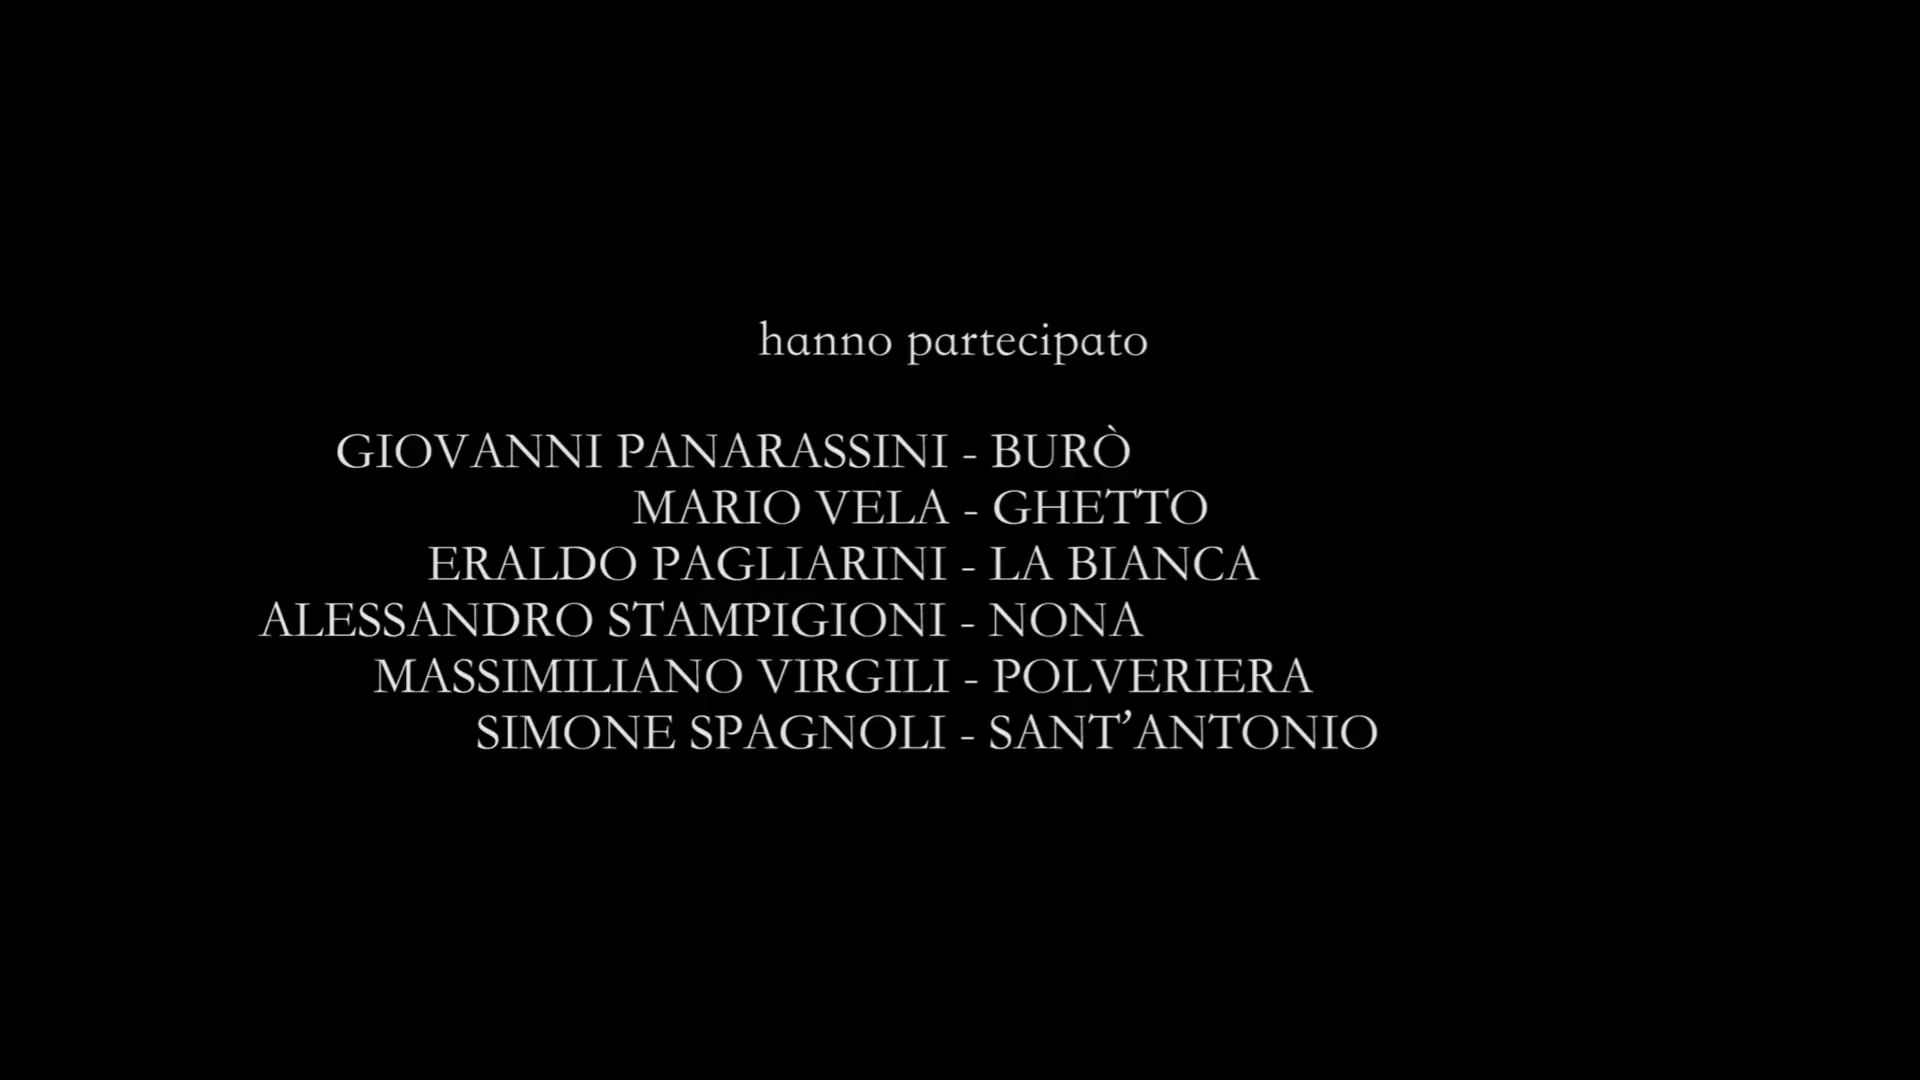 hanno partecipato
GIOVANNI PANARASSINI - BURÒ
MARIO VELA - GHETTO
ERALDO PAGLIARINI - LA BIANCA
ALESSANDRO STAMPIGIONI - NONA
MASSIMILIANO VIRGILI - POLVERIERA
SIMONE SPAGNOLI - SANT’ANTONIO